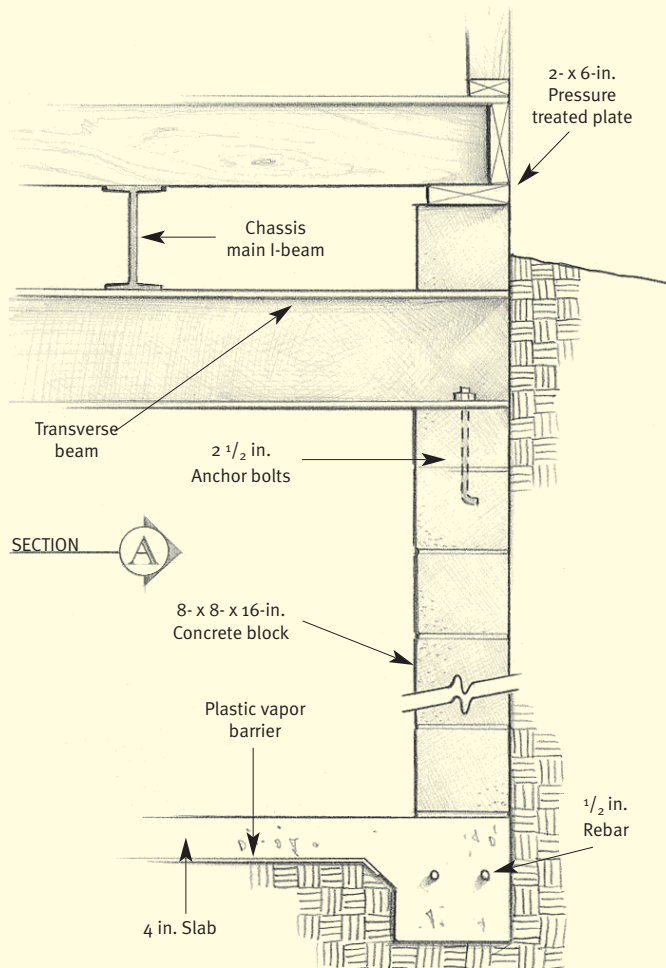 2- x 6-in.
Pressure
treated plate
Chassis
main I-beam
Transverse
beam
2 1/2 in.
Anchor bolts
SECTION A
8- x 8- x 16-in.
Concrete block
Plastic vapor
barrier
1/2 in.
Rebar
4 in. Slab